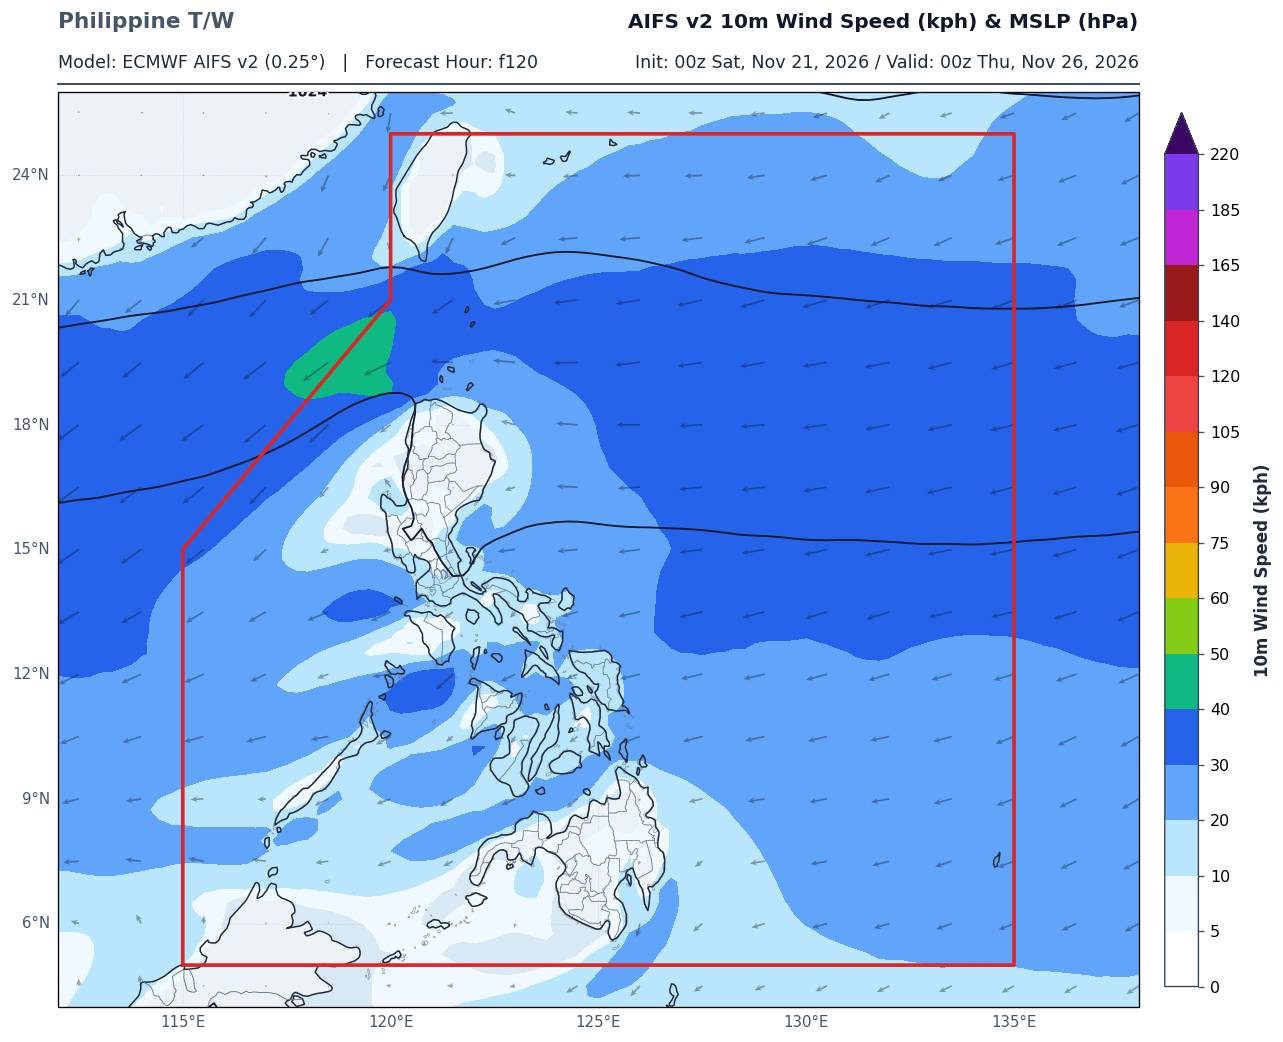 Philippine T/W
AIFS v2 10m Wind Speed (kph) & MSLP (hPa)
Model: ECMWF AIFS v2 (0.25°)   |   Forecast Hour: f120
Init: 00z Sat, Nov 21, 2026 / Valid: 00z Thu, Nov 26, 2026
1024
24°N
21°N
18°N
15°N
12°N
9°N
6°N
115°E
120°E
125°E
130°E
135°E
220
185
165
140
120
105
90
75
60
50
40
30
20
10
5
0
10m Wind Speed (kph)